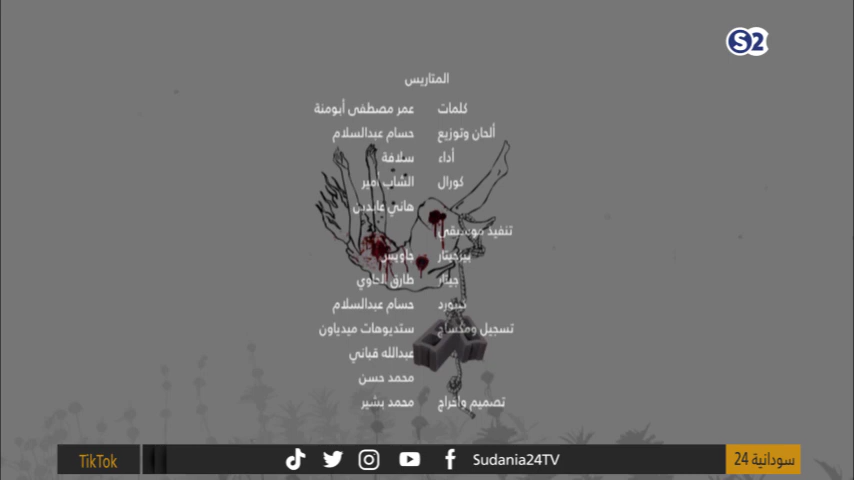 S2
المتاريس
كلمات عمر مصطفى أبومنة
ألحان وتوزيع حسام عبدالسلام
أداء سلافة
كورال الشاب أمير
هاني عابدين
تنفيذ موسيقي
جاويس
جيتار طارق الحاوي
كيبورد حسام عبدالسلام
تسجيل ومكساج ستديوهات ميدياون
عبدالله قباني
محمد حسن
تصميم واخراج محمد بشير
TikTok
Sudania24TV
سودانية 24